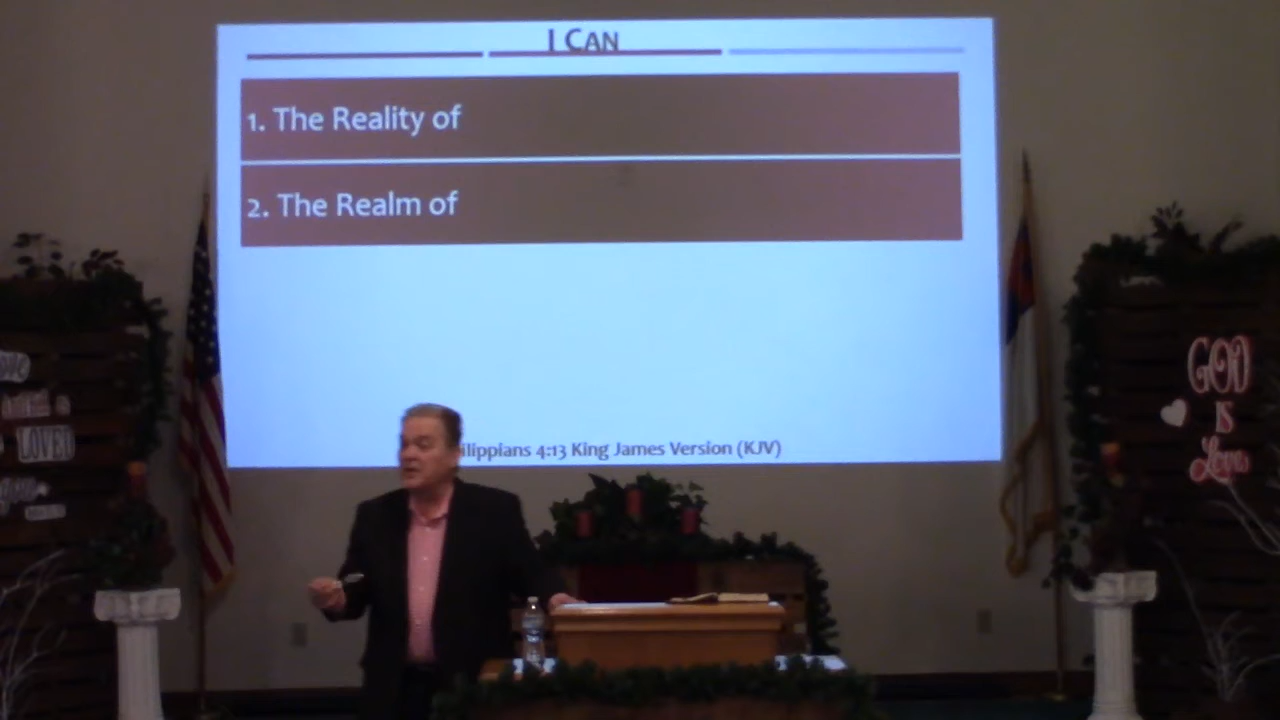 I CAN
1. The Reality of
2. The Realm of
ilippians 4:13 King James Version (KJV)
LOVED
GOD
IS
Love